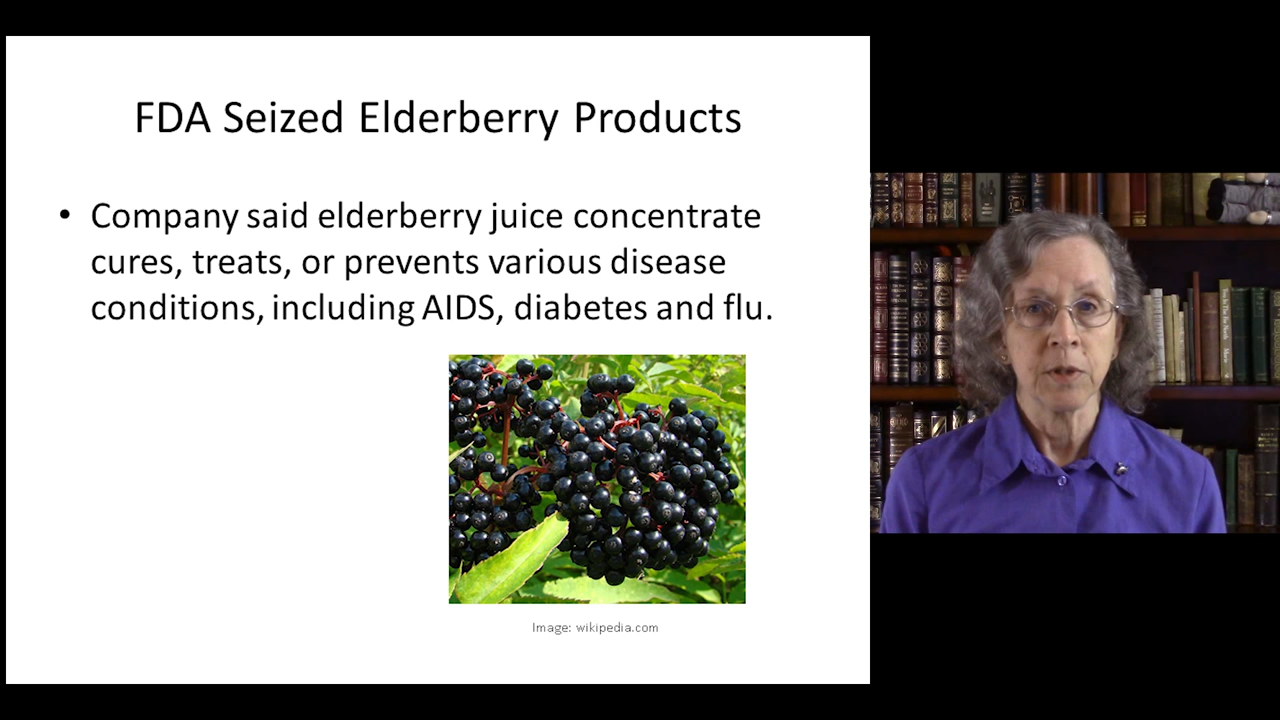 FDA Seized Elderberry Products
• Company said elderberry juice concentrate
cures, treats, or prevents various disease
conditions, including AIDS, diabetes and flu.
Image: wikipedia.com